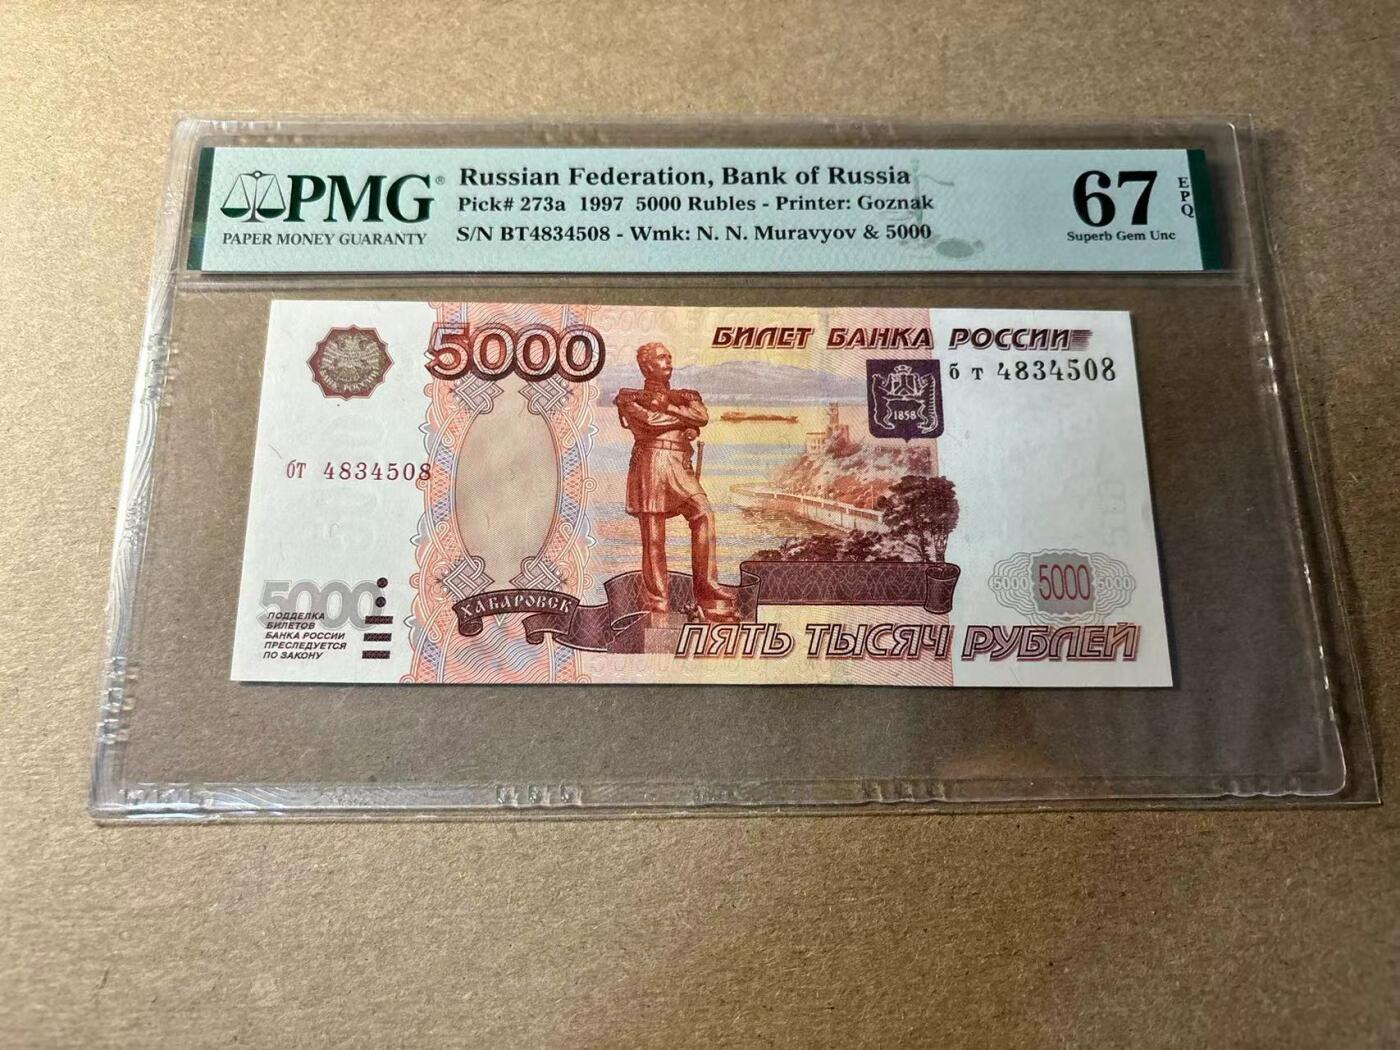 PMG®
PAPER MONEY GUARANTY
Russian Federation, Bank of Russia
Pick# 273a 1997 5000 Rubles - Printer: Goznak
S/N BT4834508 - Wmk: N. N. Muravyov & 5000
67
EPQ
Superb Gem Unc
5000
БИЛЕТ БАНКА РОССИИ
б т 4834508
1858
бт 4834508
5000
ПОДДЕЛКА
БИЛЕТОВ
БАНКА РОССИИ
ПРЕСЛЕДУЕТСЯ
ПО ЗАКОНУ
ХАБАРОВСК
5000 5000 5000
ПЯТЬ ТЫСЯЧ РУБЛЕЙ